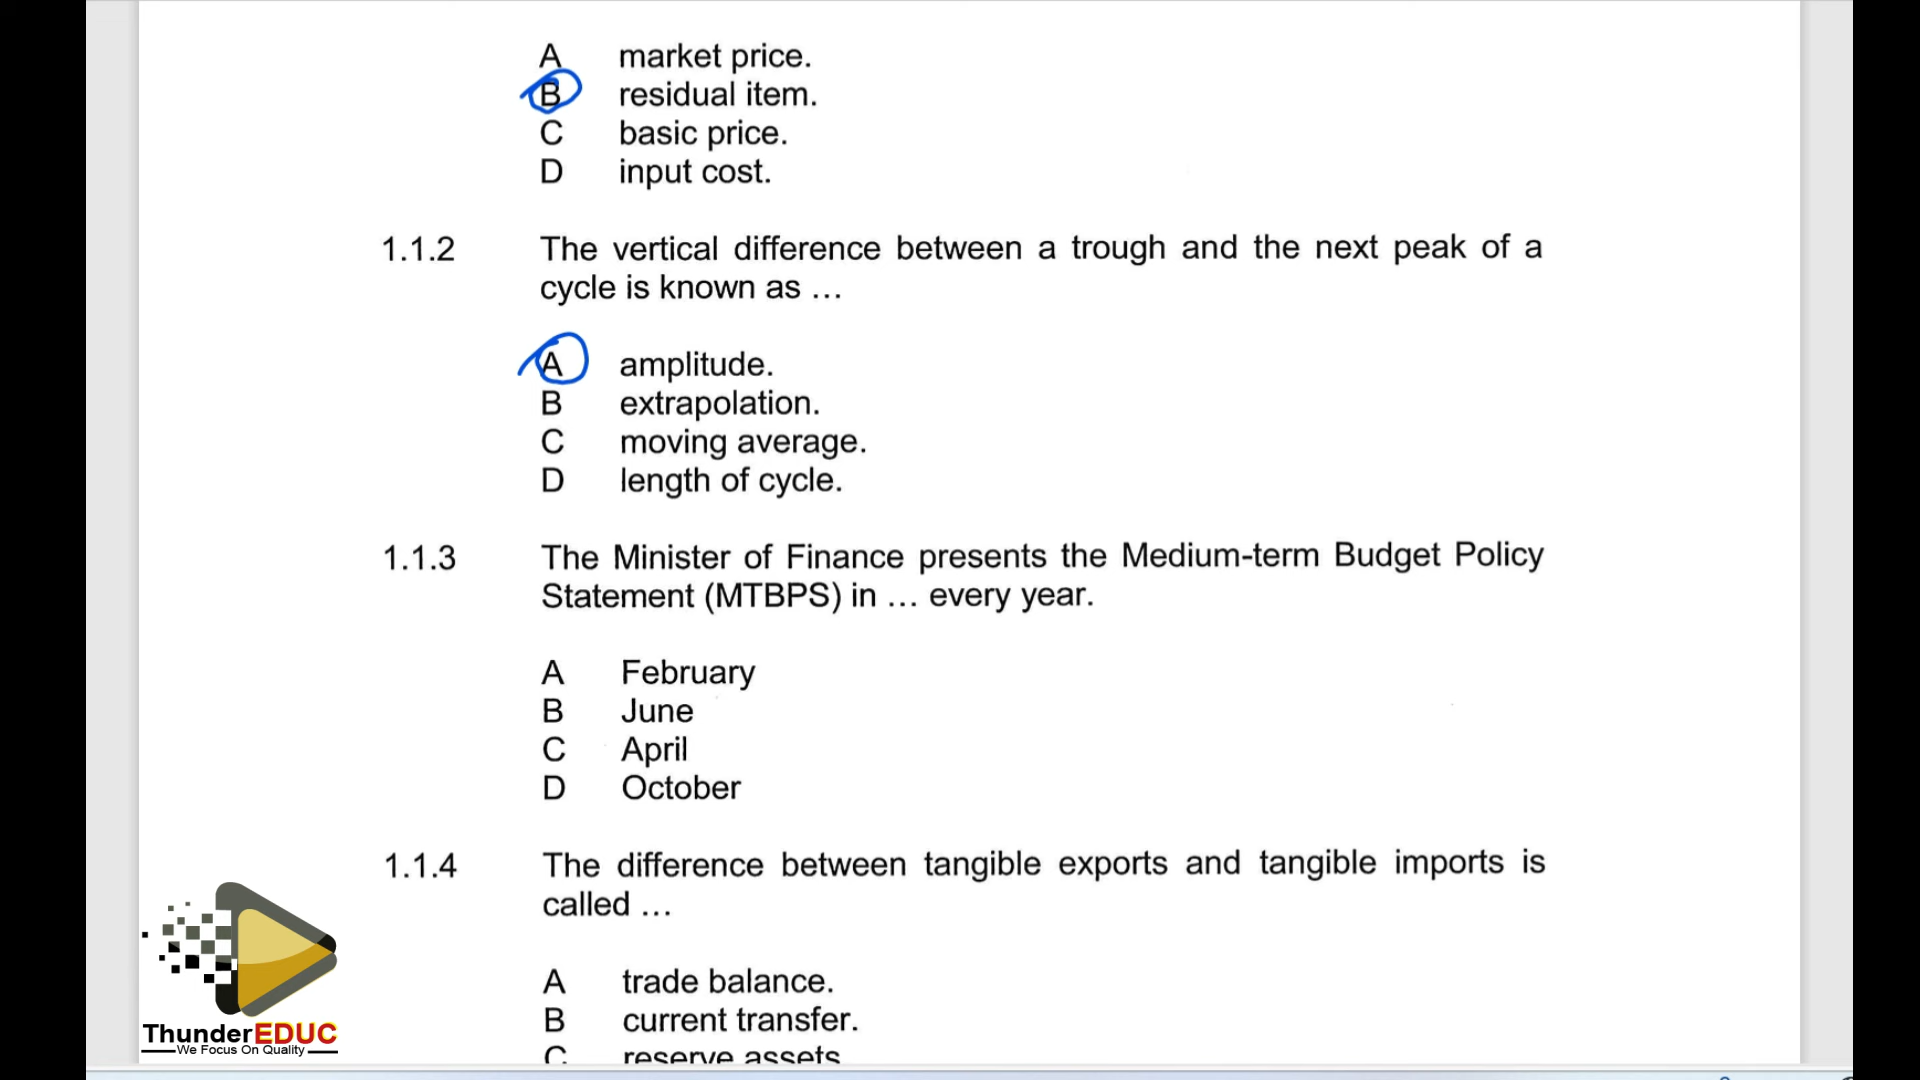 A market price.
B residual item.
C basic price.
D input cost.
1.1.2 The vertical difference between a trough and the next peak of a
cycle is known as …
A amplitude.
B extrapolation.
C moving average.
D length of cycle.
1.1.3 The Minister of Finance presents the Medium-term Budget Policy
Statement (MTBPS) in … every year.
A February
B June
C April
D October
1.1.4 The difference between tangible exports and tangible imports is
called …
A trade balance.
B current transfer.
C reserve assets
ThunderEDUC
We Focus On Quality